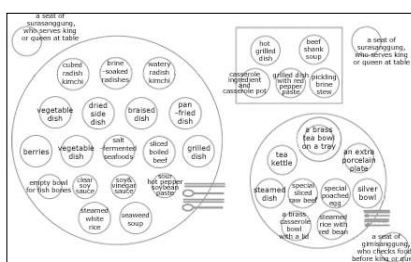 a seat of
surasanggung,
who serves king
or queen at table
cubed
radish
kimchi
brine
-soaked
radishes
watery
radish
kimchi
vegetable
dish
dried
side
dish
braised
dish
pan
-fried
dish
berries
vegetable
dish
salt
-fermented
seafoods
sliced
boiled
beef
grilled
dish
empty bowl
for fish bones
clear
soy
sauce
soy&
vinegar
sauce
sour
hot pepper
soybean
paste
steamed
white
rice
seaweed
soup
hot
grilled
dish
beef
shank
soup
casserole
ingredient
and
casserole pot
grilled dish
with red
pepper
paste
pickling
brine
stew
a seat of
surasanggung,
who serves king
or queen at table
a brass
tea bowl
on a tray
tea
kettle
an extra
porcelain
plate
steamed
dish
special
sliced
raw beef
special
poached
egg
silver
bowl
a brass
casserole
bowl
with a lid
steamed
rice with
red bean
a seat of
gimisanggung,
who checks food
before king or queen